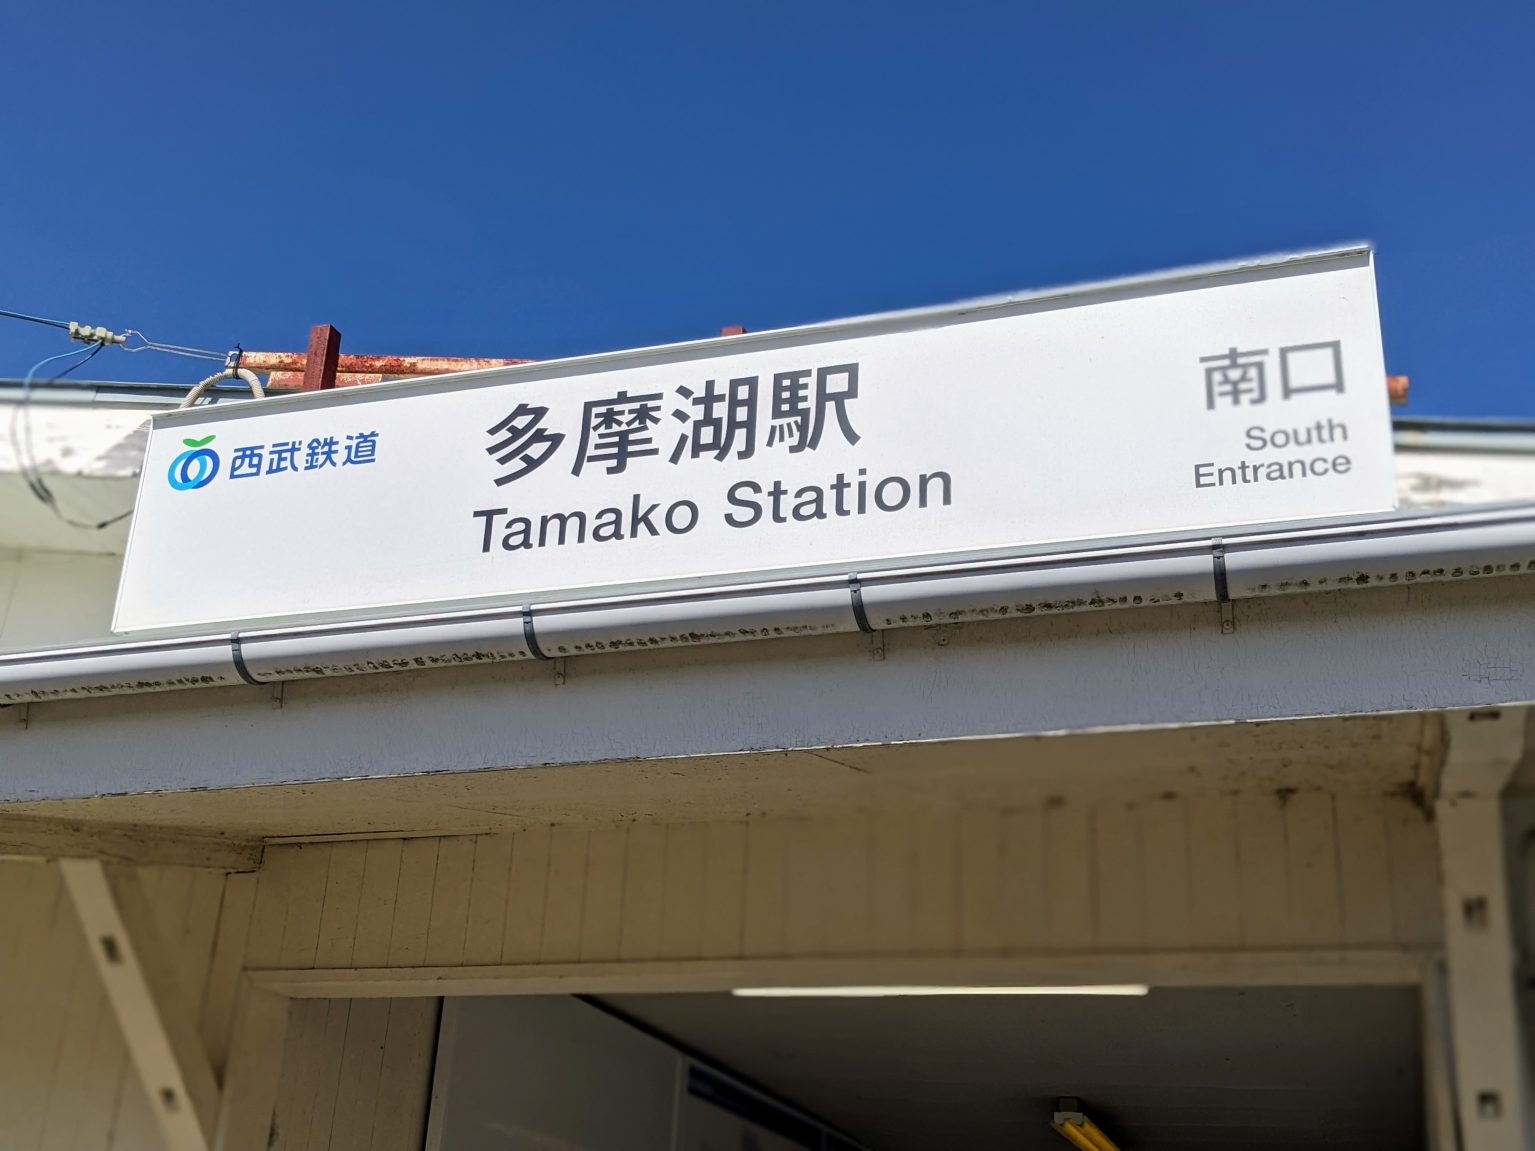 西武鉄道
多摩湖駅
Tamako Station
南口
South
Entrance